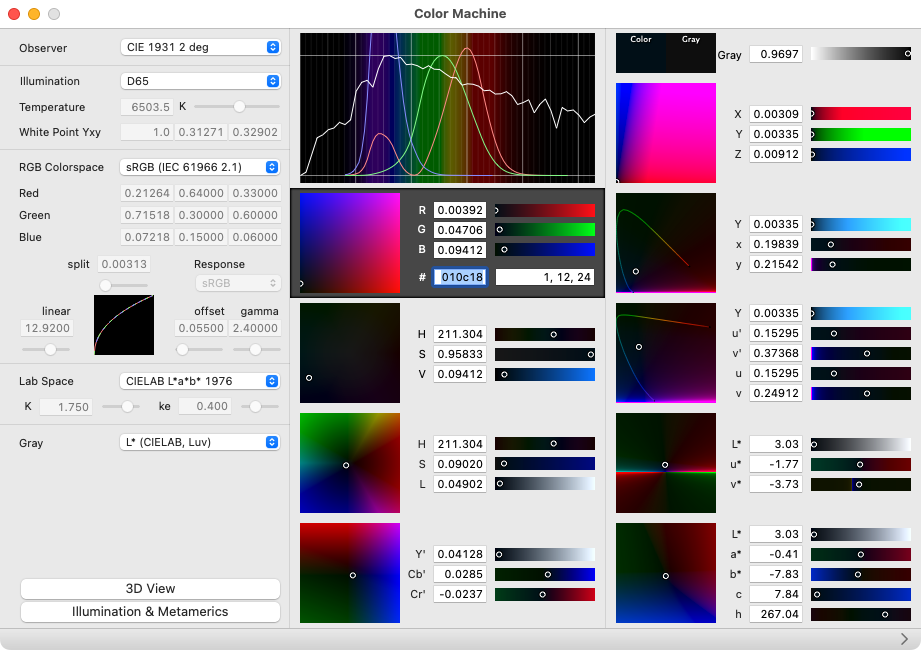 Color Machine
Observer
CIE 1931 2 deg
Illumination
D65
Temperature
6503.5 K
White Point Yxy
1.0 0.31271 0.32902
RGB Colorspace
sRGB (IEC 61966 2.1)
Red
0.21264 0.64000 0.33000
Green
0.71518 0.30000 0.60000
Blue
0.07218 0.15000 0.06000
split 0.00313
Response
sRGB
linear
12.9200
offset gamma
0.05500 2.40000
Lab Space
CIELAB L*a*b* 1976
K 1.750 ke 0.400
Gray
L* (CIELAB, Luv)
3D View
Illumination & Metamerics
R 0.00392
G 0.04706
B 0.09412
# 010c18 1, 12, 24
H 211.304
S 0.95833
V 0.09412
H 211.304
S 0.09020
L 0.04902
Y' 0.04128
Cb' 0.0285
Cr' -0.0237
Color Gray
Gray 0.9697
X 0.00309
Y 0.00335
Z 0.00912
Y 0.00335
x 0.19839
y 0.21542
Y 0.00335
u' 0.15295
v' 0.37368
u 0.15295
v 0.24912
L* 3.03
u* -1.77
v* -3.73
L* 3.03
a* -0.41
b* -7.83
c 7.84
h 267.04